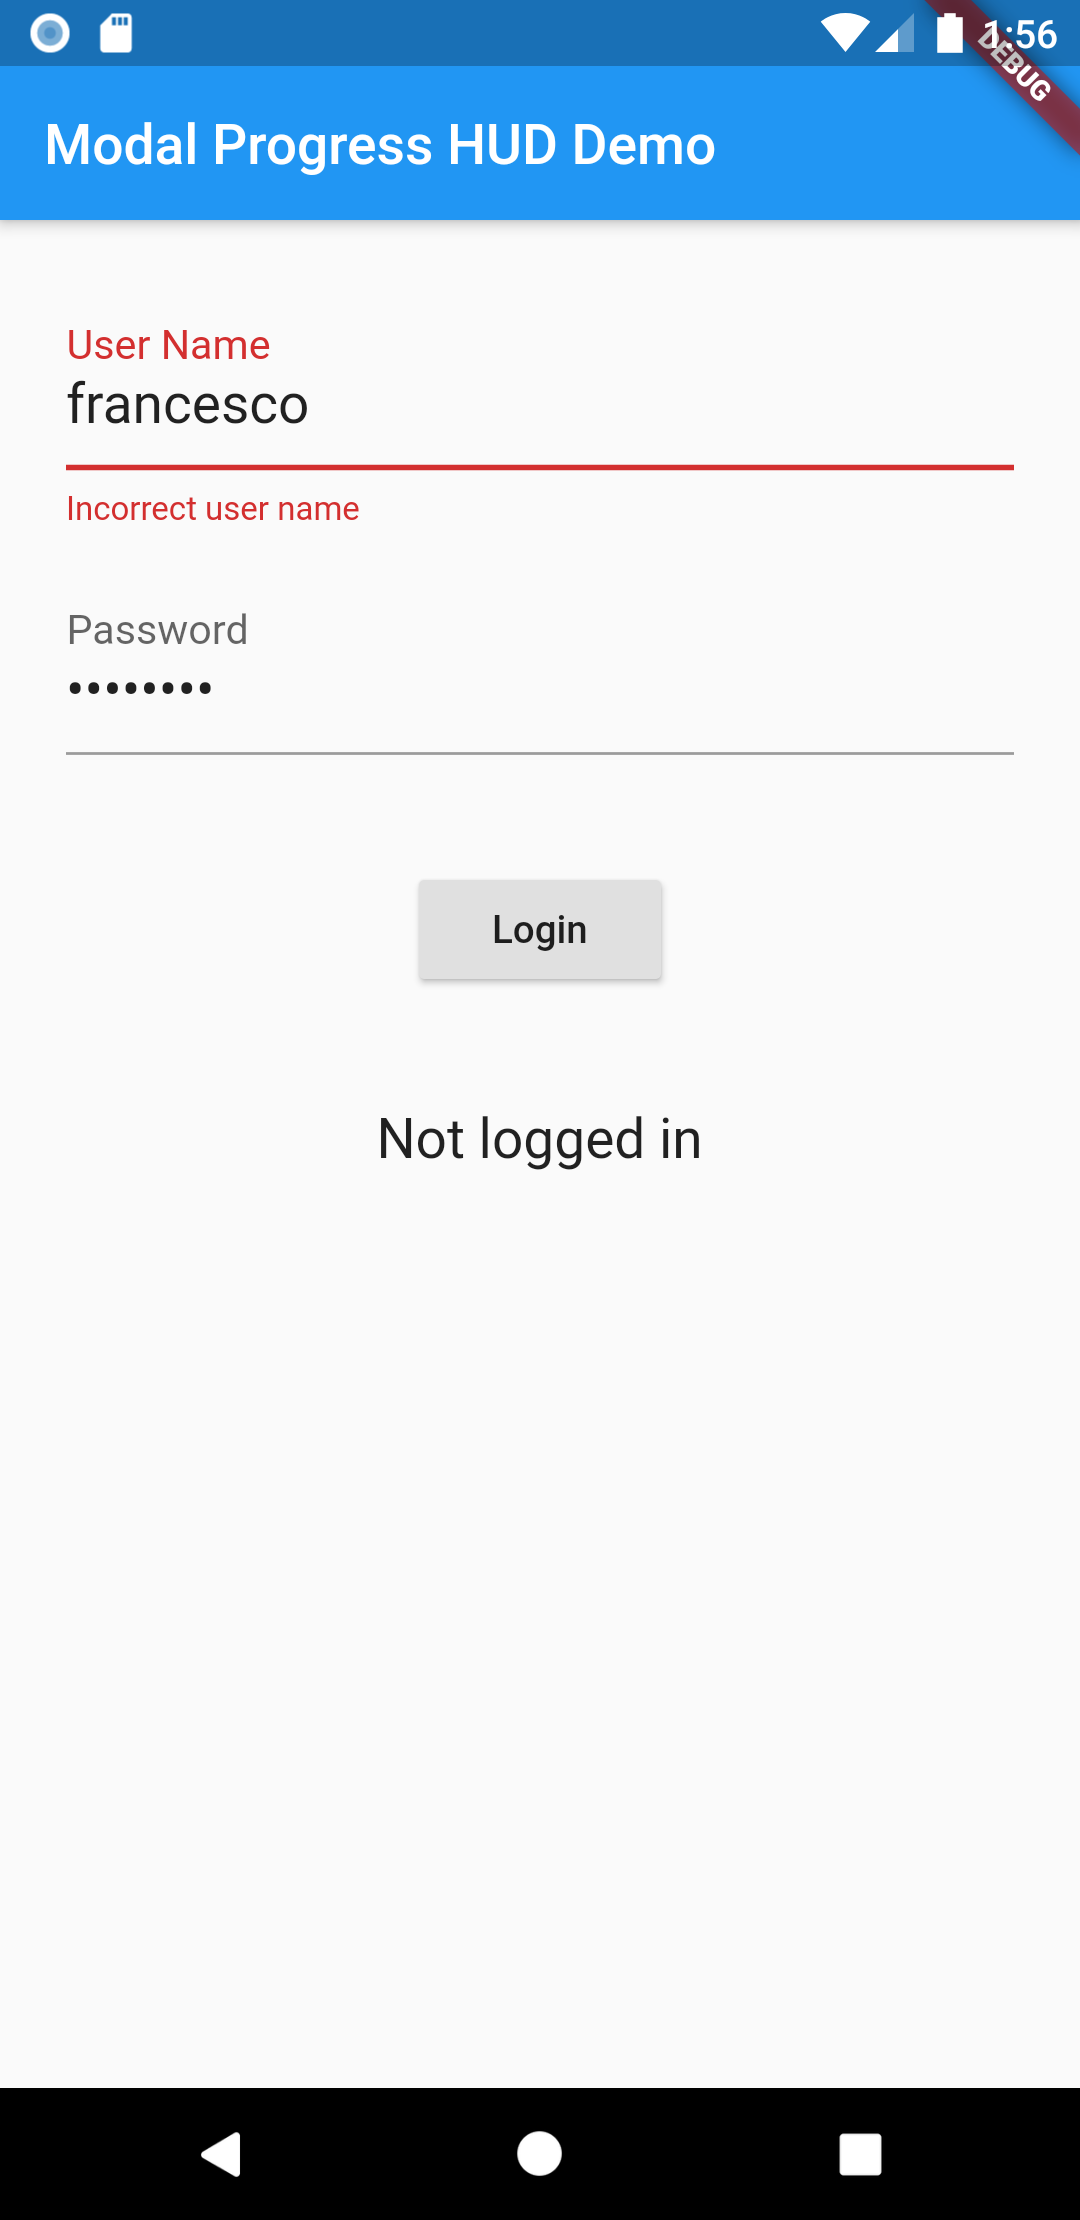 1:56
DEBUG
Modal Progress HUD Demo
User Name
francesco
Incorrect user name
Password
••••••••
Login
Not logged in